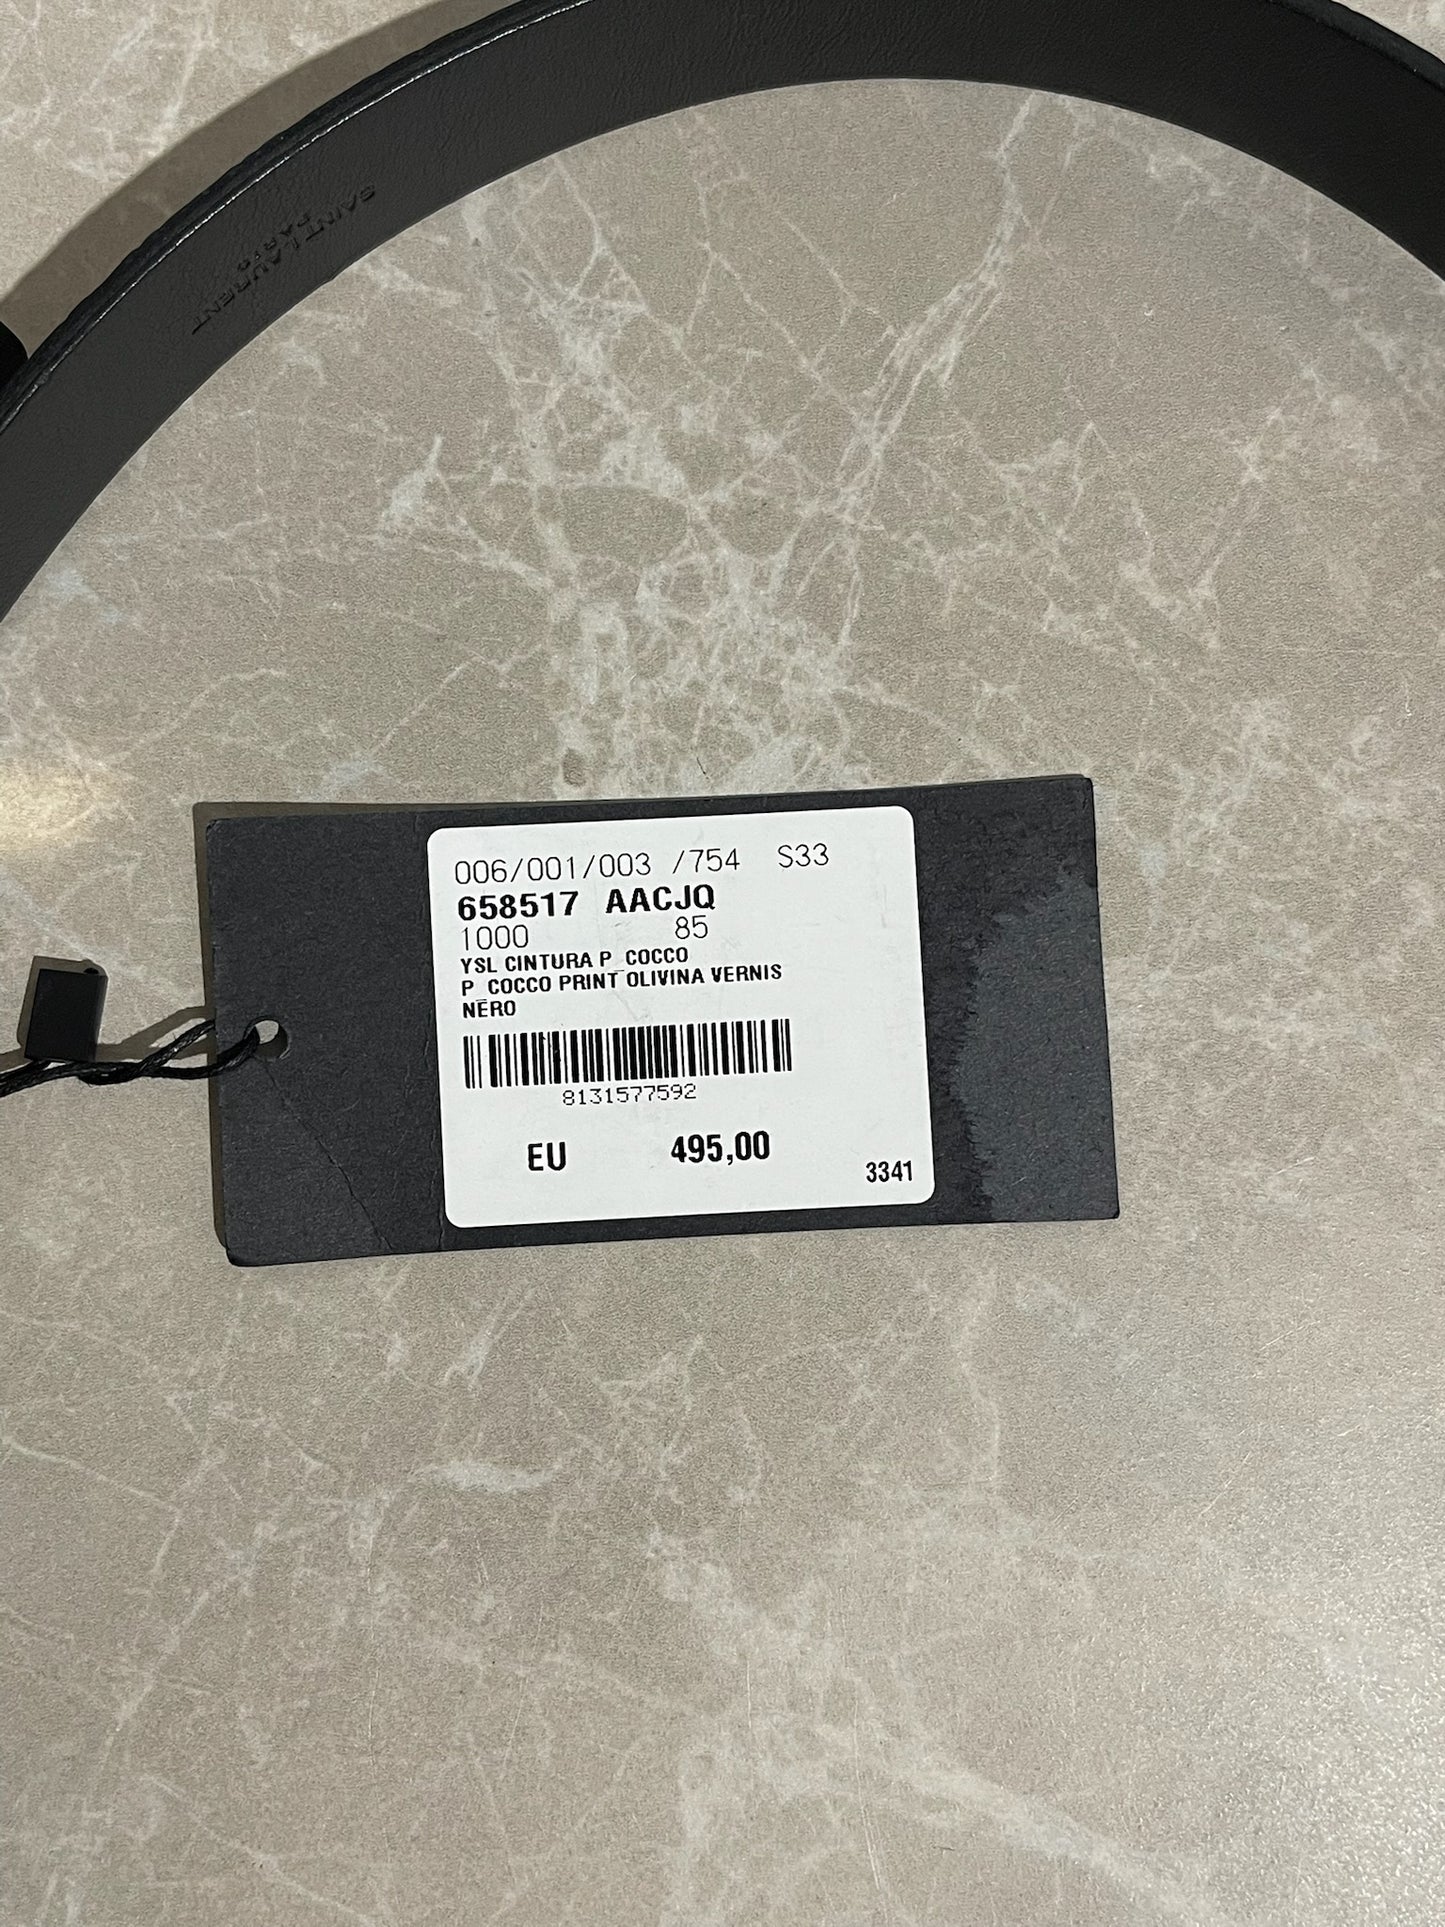 SAINT LAURENT
PARIS
006/001/003 /754 S33
658517 AACJQ
1000 85
YSL CINTURA P_COCCO
P_COCCO PRINT OLIVINA VERNIS
NERO
8131577592
EU 495,00
3341